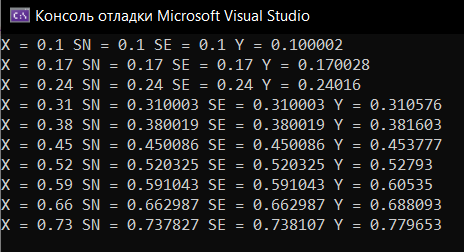 Консоль отладки Microsoft Visual Studio
X = 0.1 SN = 0.1 SE = 0.1 Y = 0.100002
X = 0.17 SN = 0.17 SE = 0.17 Y = 0.170028
X = 0.24 SN = 0.24 SE = 0.24 Y = 0.24016
X = 0.31 SN = 0.310003 SE = 0.310003 Y = 0.310576
X = 0.38 SN = 0.380019 SE = 0.380019 Y = 0.381603
X = 0.45 SN = 0.450086 SE = 0.450086 Y = 0.453777
X = 0.52 SN = 0.520325 SE = 0.520325 Y = 0.52793
X = 0.59 SN = 0.591043 SE = 0.591043 Y = 0.60535
X = 0.66 SN = 0.662987 SE = 0.662987 Y = 0.688093
X = 0.73 SN = 0.737827 SE = 0.738107 Y = 0.779653